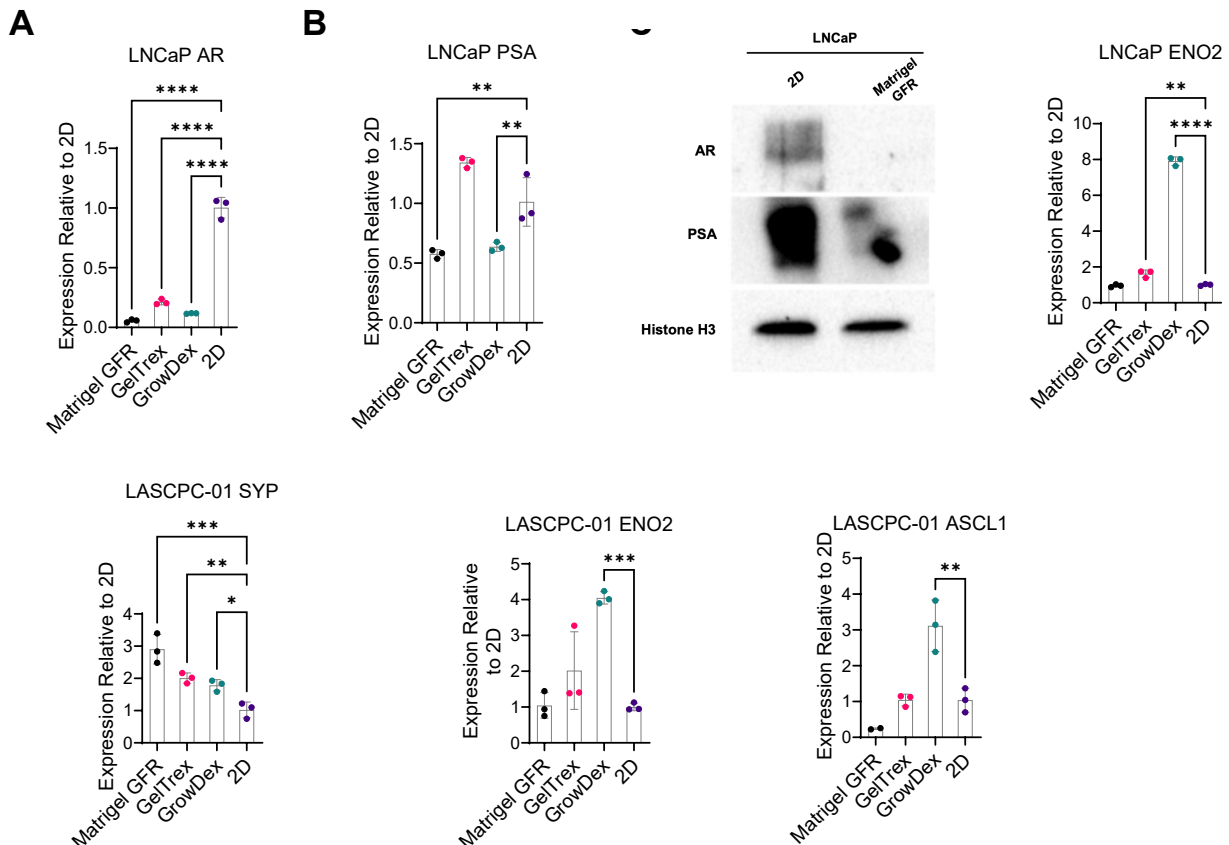 A
B
LNCaP AR
****
****
****
Expression Relative to 2D
1.5
1.0
0.5
0.0
Matrigel GFR
GelTrex
GrowDex
2D
LNCaP PSA
**
**
Expression Relative to 2D
1.5
1.0
0.5
0.0
Matrigel GFR
GelTrex
GrowDex
2D
LNCaP
2D
Matrigel
GFR
AR
PSA
Histone H3
LNCaP ENO2
**
****
Expression Relative to 2D
10
8
6
4
2
0
Matrigel GFR
GelTrex
GrowDex
2D
LASCPC-01 SYP
***
**
*
Expression Relative to 2D
4
3
2
1
0
Matrigel GFR
GelTrex
GrowDex
2D
LASCPC-01 ENO2
***
Expression Relative
to 2D
5
4
3
2
1
0
Matrigel GFR
GelTrex
GrowDex
2D
LASCPC-01 ASCL1
**
Expression Relative to 2D
5
4
3
2
1
0
Matrigel GFR
GelTrex
GrowDex
2D